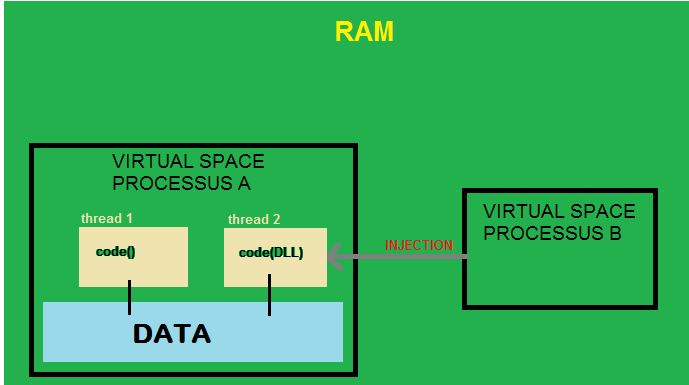 RAM
VIRTUAL SPACE
PROCESSUS A
thread 1
thread 2
code()
code(DLL)
DATA
INJECTION
VIRTUAL SPACE
PROCESSUS B